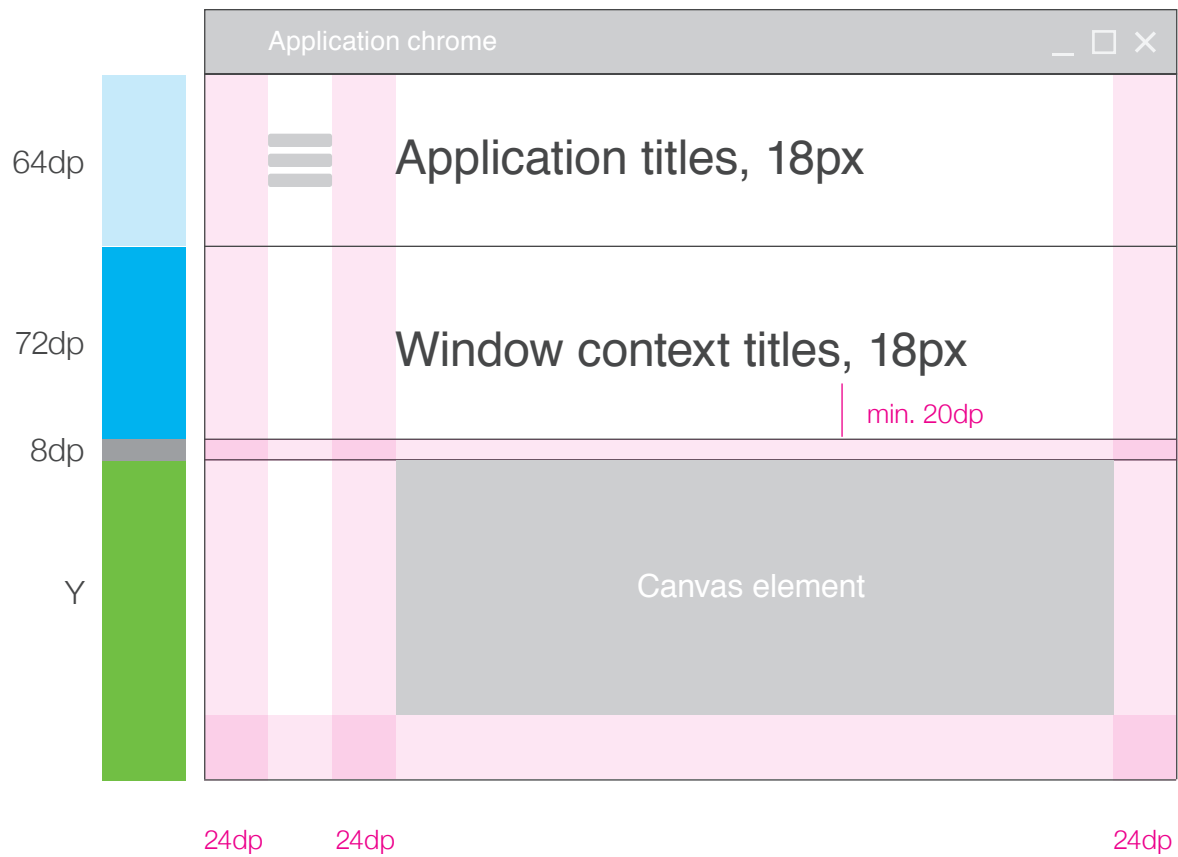 Application chrome
64dp
Application titles, 18px
72dp
Window context titles, 18px
min. 20dp
8dp
Y
Canvas element
24dp
24dp
24dp